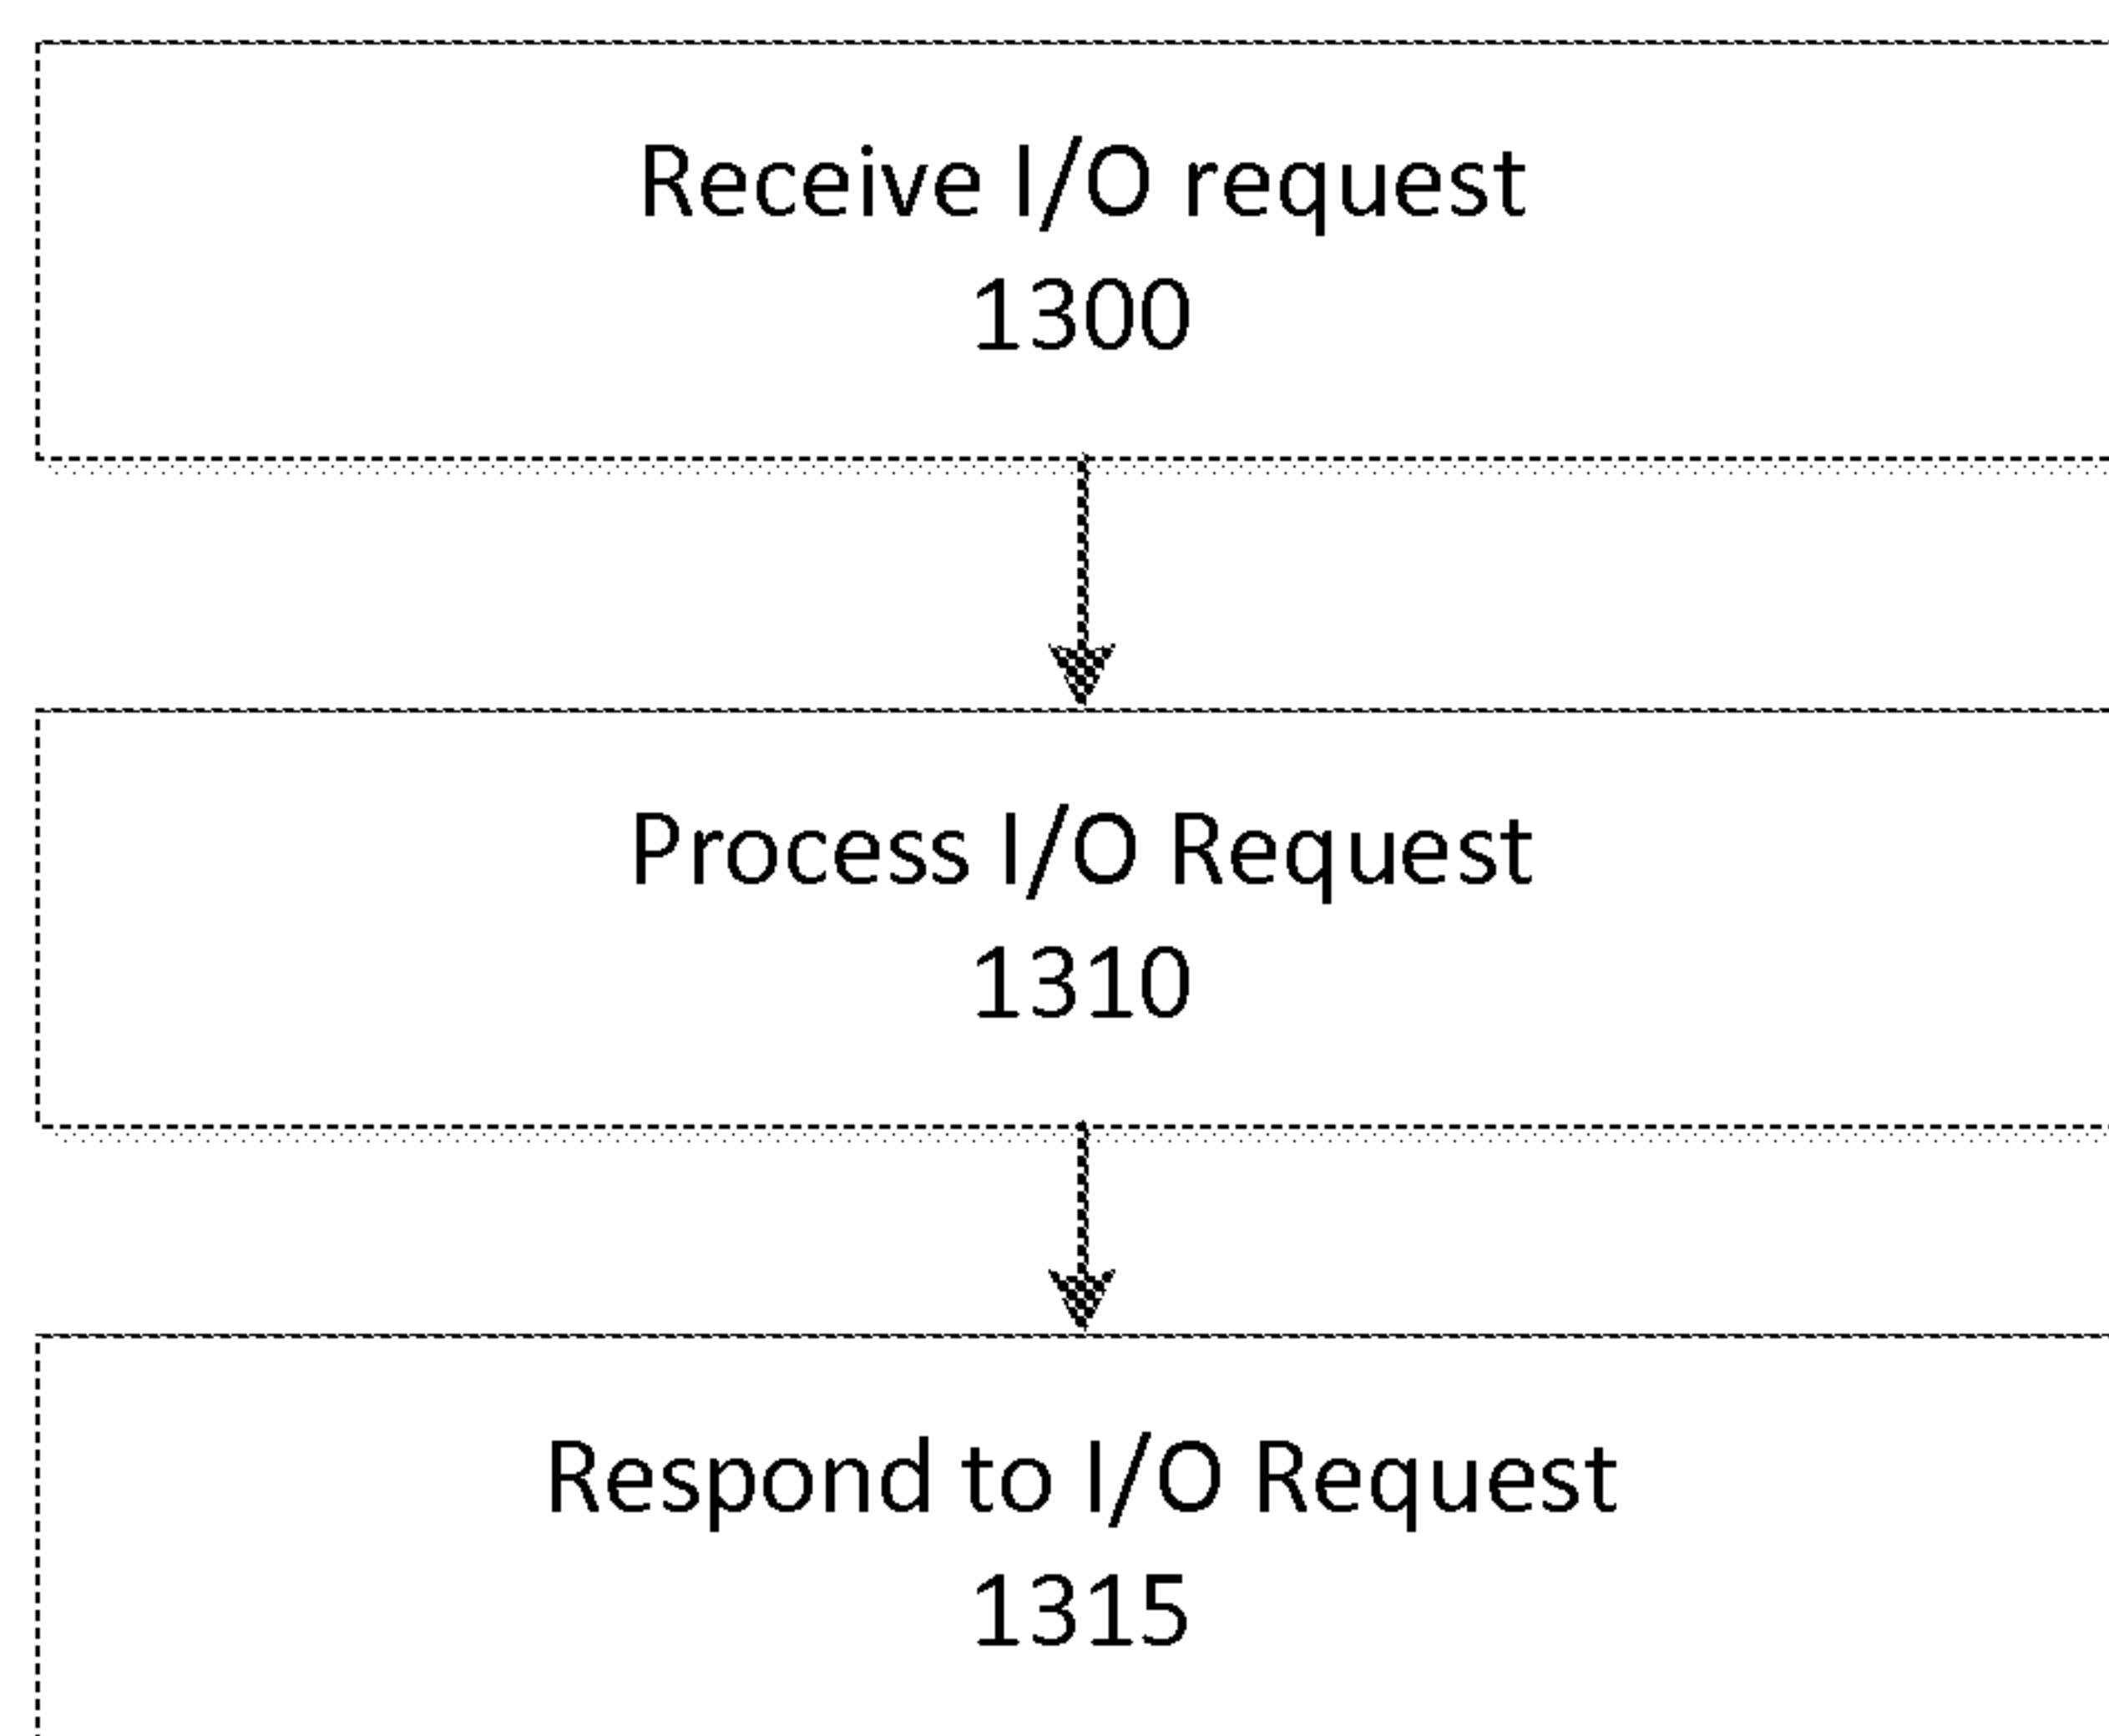 Receive I/O request
1300
Process I/O Request
1310
Respond to I/O Request
1315